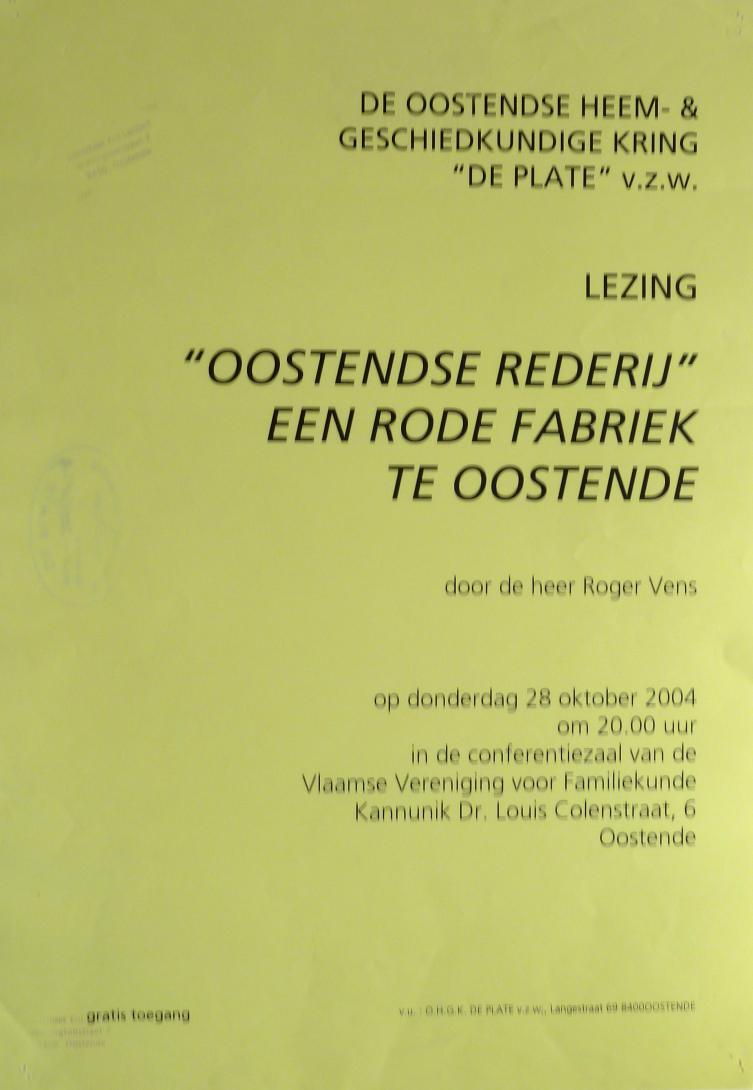 DE OOSTENDSE HEEM- &
GESCHIEDKUNDIGE KRING
"DE PLATE" v.z.w.
LEZING
"OOSTENDSE REDERIJ"
EEN RODE FABRIEK
TE OOSTENDE
door de heer Roger Vens
op donderdag 28 oktober 2004
om 20.00 uur
in de conferentiezaal van de
Vlaamse Vereniging voor Familiekunde
Kannunik Dr. Louis Colenstraat, 6
Oostende
gratis toegang
v.u. : O.H.G.K. DE PLATE v.z.w., Langestraat 69 8400OOSTENDE